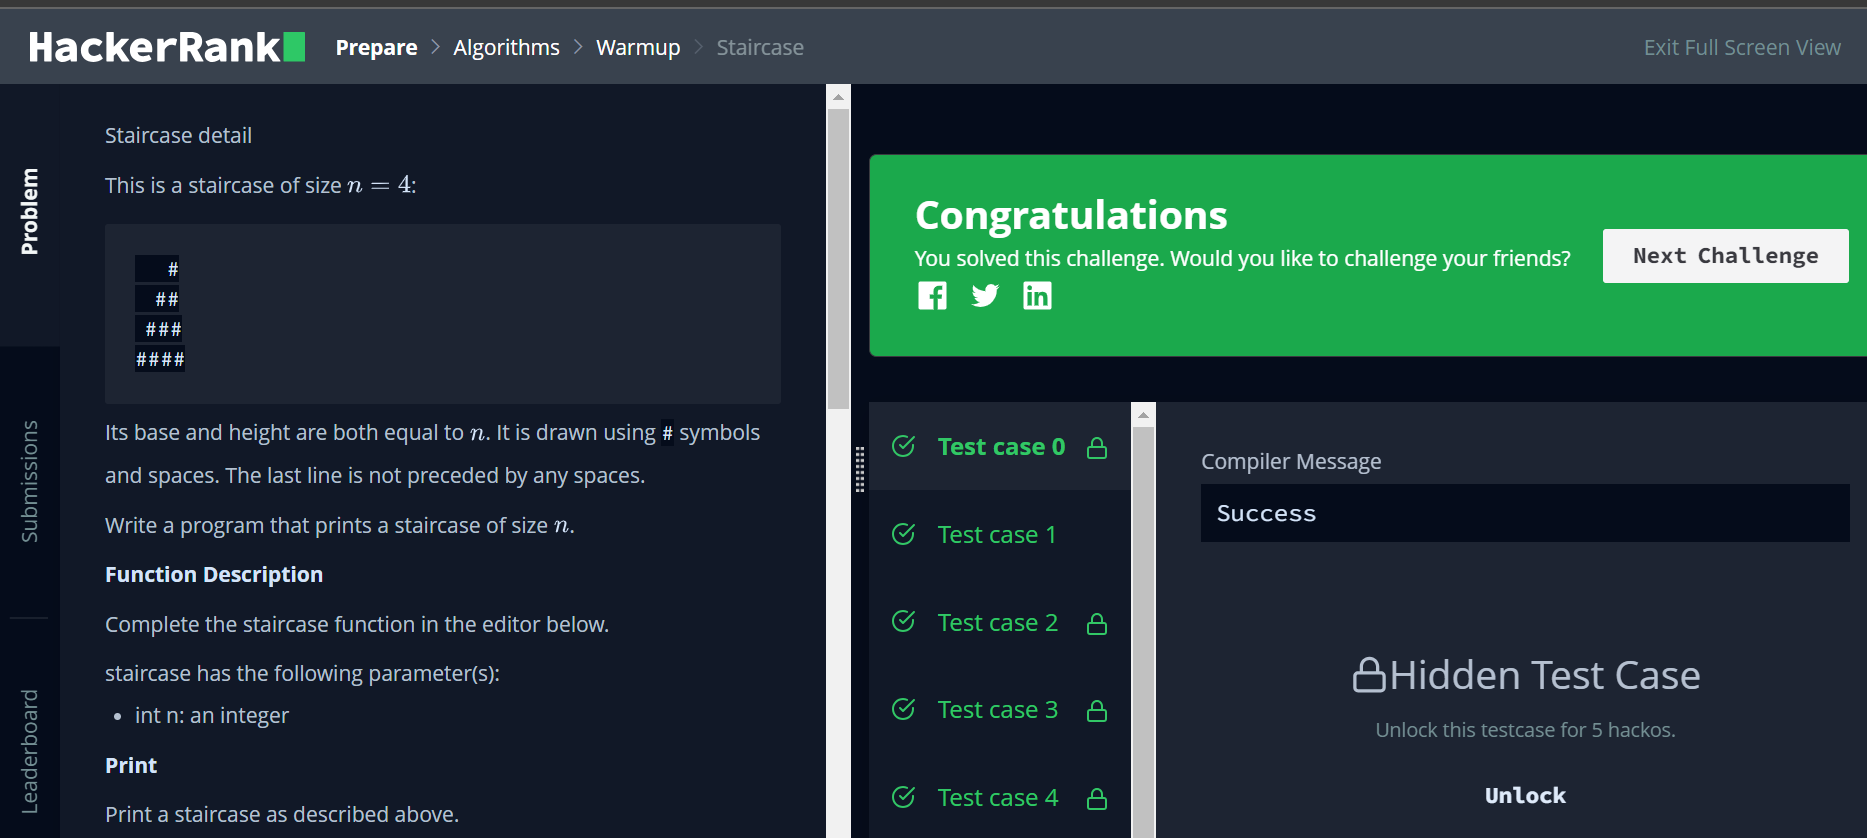 HackerRank
Prepare > Algorithms > Warmup > Staircase
Exit Full Screen View
Problem
Submissions
Leaderboard
Staircase detail
This is a staircase of size n = 4:
   #
  ##
 ###
####
Its base and height are both equal to n. It is drawn using # symbols
and spaces. The last line is not preceded by any spaces.
Write a program that prints a staircase of size n.
Function Description
Complete the staircase function in the editor below.
staircase has the following parameter(s):
• int n: an integer
Print
Print a staircase as described above.
Congratulations
You solved this challenge. Would you like to challenge your friends?
Next Challenge
Test case 0
Test case 1
Test case 2
Test case 3
Test case 4
Compiler Message
Success
Hidden Test Case
Unlock this testcase for 5 hackos.
Unlock